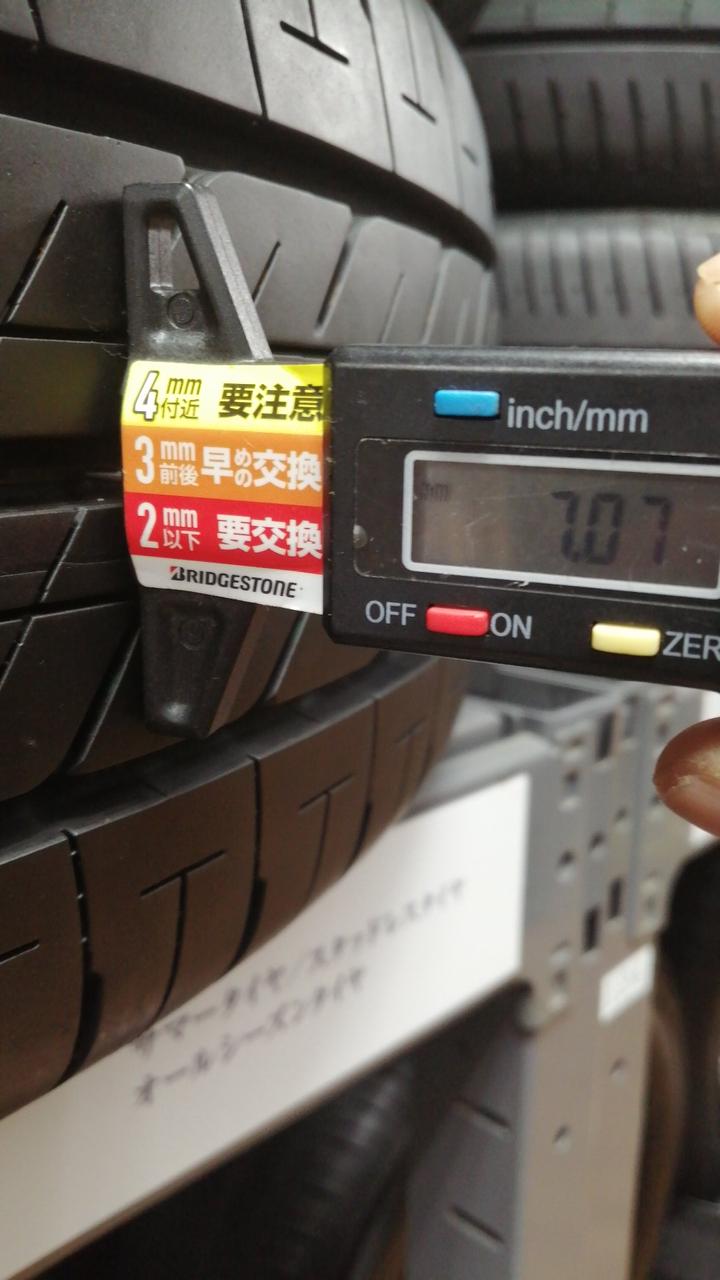 4mm付近 要注意
3mm前後 早めの交換
2mm以下 要交換
BRIDGESTONE
inch/mm
mm 7.07
OFF ON ZER
サマータイヤ/スタッドレスタイヤ
オールシーズンタイヤ